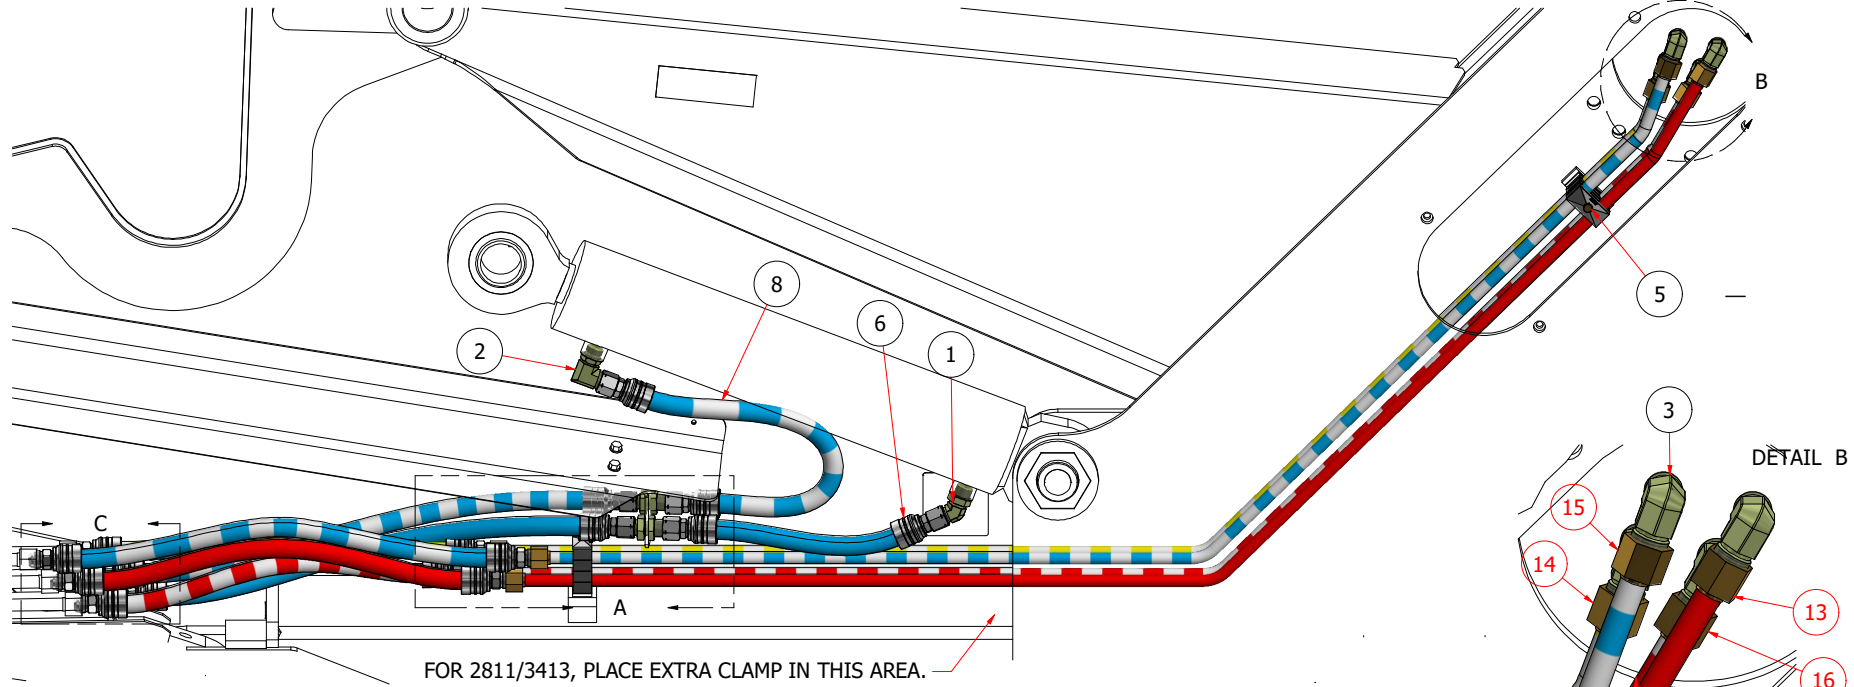 B
8
5
6
2
1
3
DETAIL B
15
C
14
A
13
FOR 2811/3413, PLACE EXTRA CLAMP IN THIS AREA.
16